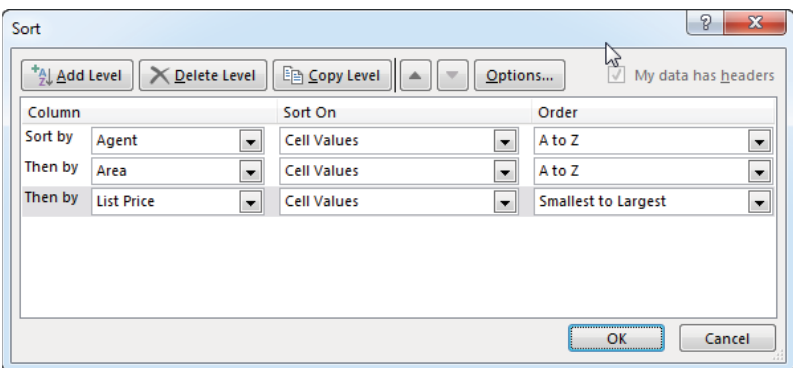 Sort
Add Level Delete Level Copy Level Options... My data has headers
Column Sort On Order
Sort by Agent Cell Values A to Z
Then by Area Cell Values A to Z
Then by List Price Cell Values Smallest to Largest
OK Cancel